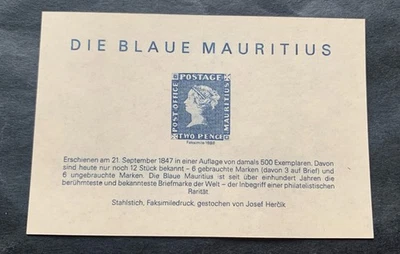 DIE BLAUE MAURITIUS
POSTAGE
POST OFFICE
MAURITIUS
TWO PENCE
Faksimile 1988
Erschienen am 21. September 1847 in einer Auflage von damals 500 Exemplaren. Davon
sind heute nur noch 12 Stück bekannt – 6 gebrauchte Marken (davon 3 auf Brief) und
6 ungebrauchte Marken. Die Blaue Mauritius ist seit über einhundert Jahren die
berühmteste und bekannteste Briefmarke der Welt – der Inbegriff einer philatelistischen
Rarität.
Stahlstich, Faksimiledruck, gestochen von Josef Herčík